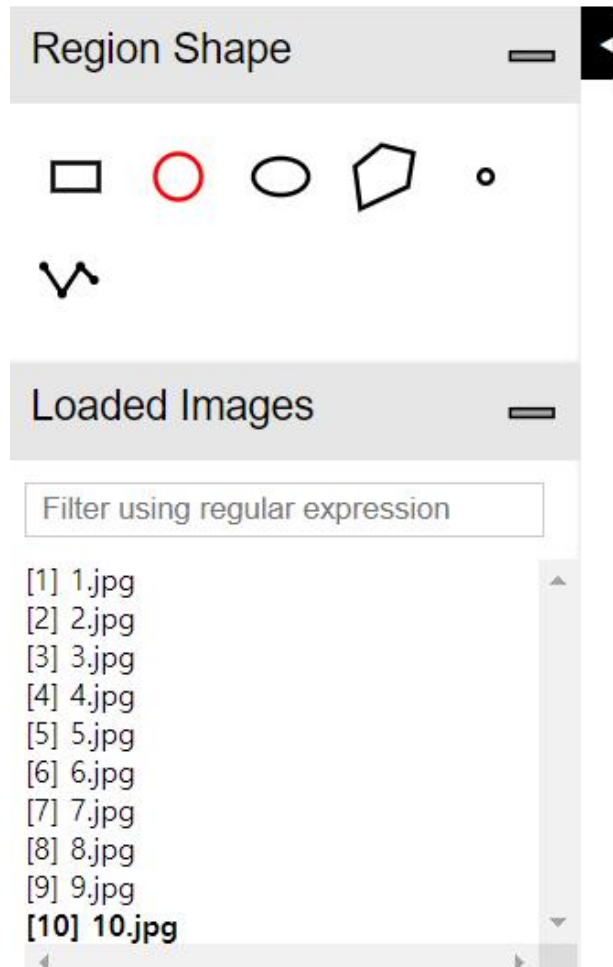 Region Shape
Loaded Images
Filter using regular expression
[1] 1.jpg
[2] 2.jpg
[3] 3.jpg
[4] 4.jpg
[5] 5.jpg
[6] 6.jpg
[7] 7.jpg
[8] 8.jpg
[9] 9.jpg
[10] 10.jpg